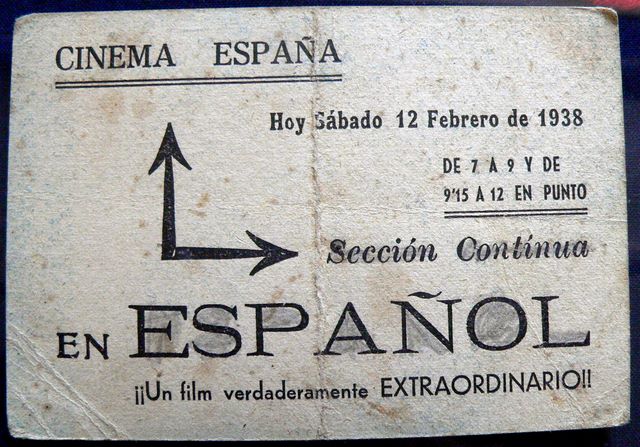 CINEMA ESPAÑA
Hoy Sábado 12 Febrero de 1938
DE 7 A 9 Y DE
9'15 A 12 EN PUNTO
Sección Contínua
EN ESPAÑOL
¡¡Un film verdaderamente EXTRAORDINARIO!!